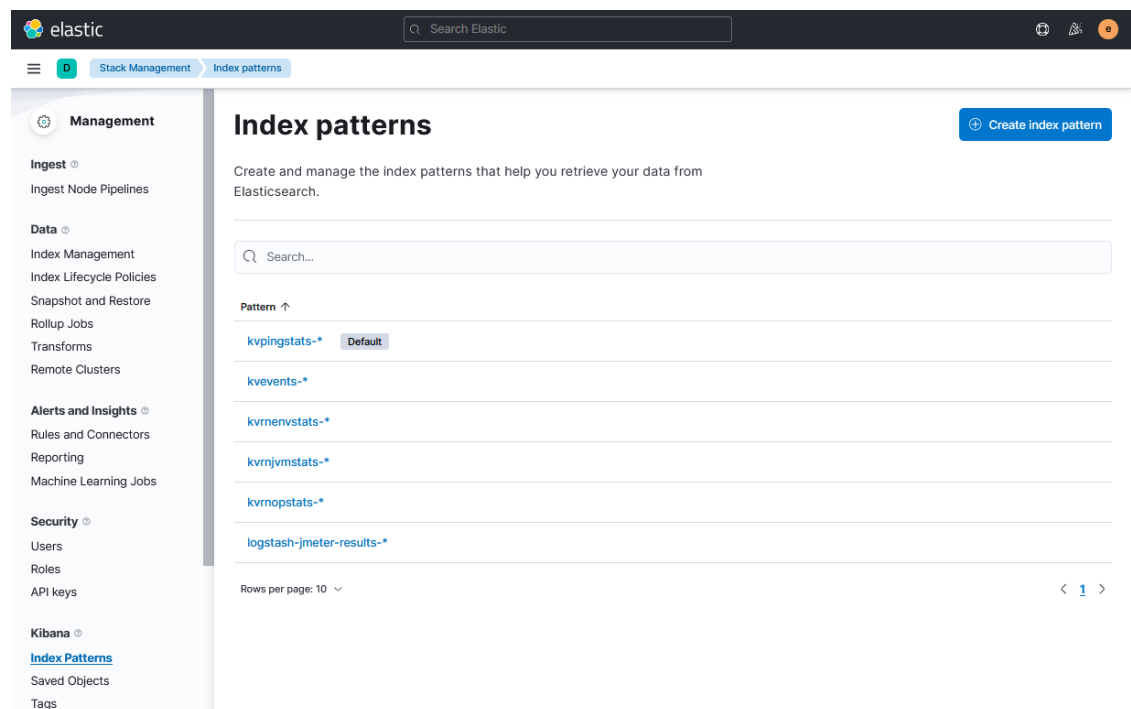 elastic
Search Elastic
e
D
Stack Management
Index patterns
Management
Ingest
Ingest Node Pipelines
Data
Index Management
Index Lifecycle Policies
Snapshot and Restore
Rollup Jobs
Transforms
Remote Clusters
Alerts and Insights
Rules and Connectors
Reporting
Machine Learning Jobs
Security
Users
Roles
API keys
Kibana
Index Patterns
Saved Objects
Tags
Index patterns
Create index pattern
Create and manage the index patterns that help you retrieve your data from
Elasticsearch.
Search...
Pattern ↑
kvpingstats-* Default
kvevents-*
kvrnenvstats-*
kvrnjvmstats-*
kvrnopstats-*
logstash-jmeter-results-*
Rows per page: 10
< 1 >